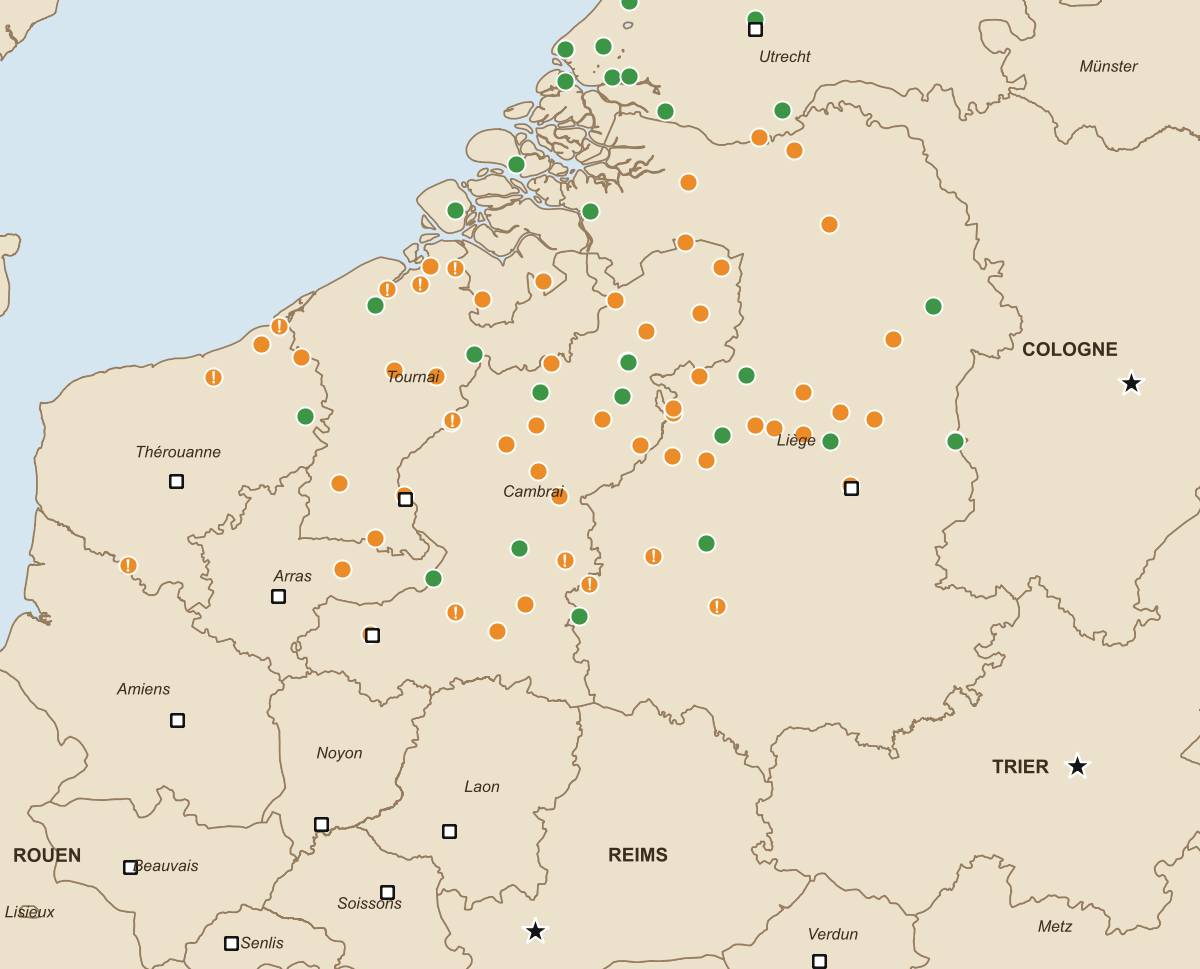 Utrecht
Münster
COLOGNE
Tournai
Liège
Thérouanne
Cambrai
Arras
Amiens
Noyon
TRIER
Laon
ROUEN
REIMS
Beauvais
Soissons
Lisieux
Senlis
Verdun
Metz